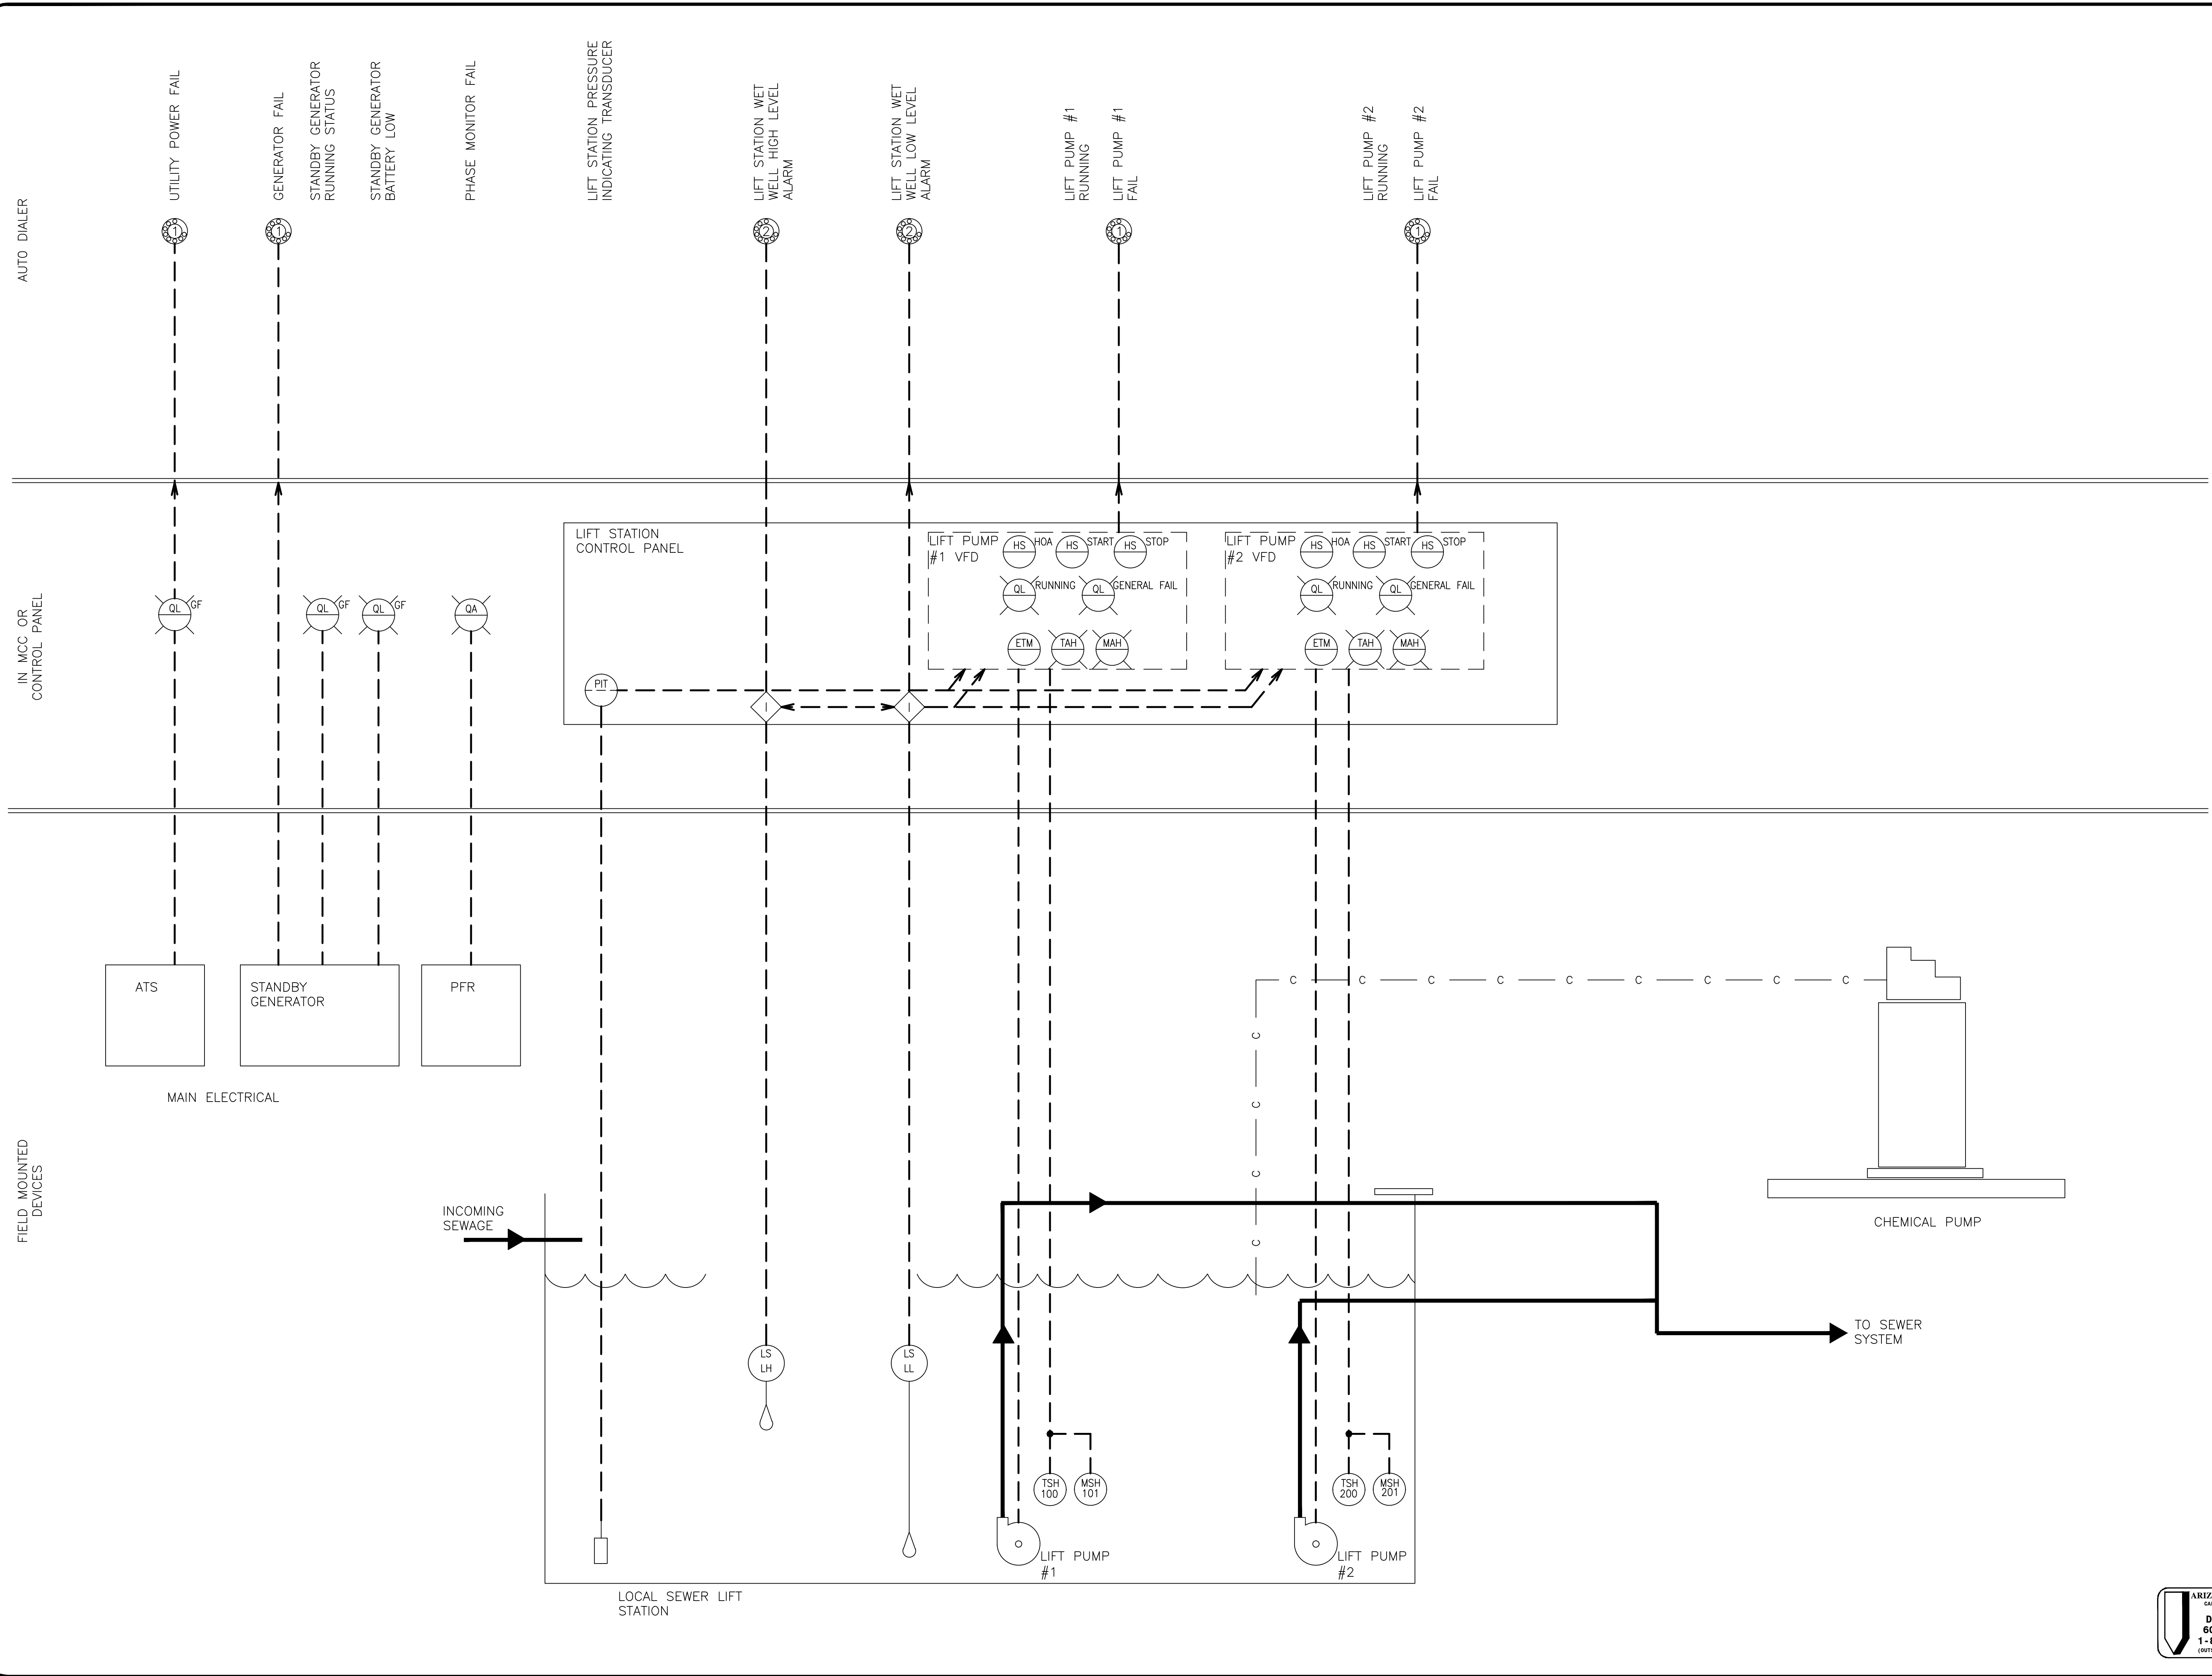 AUTO DIALER
UTILITY POWER FAIL
GENERATOR FAIL
STANDBY GENERATOR
RUNNING STATUS
STANDBY GENERATOR
BATTERY LOW
PHASE MONITOR FAIL
LIFT STATION PRESSURE
INDICATING TRANSDUCER
LIFT STATION WET
WELL HIGH LEVEL
ALARM
LIFT STATION WET
WELL LOW LEVEL
ALARM
LIFT PUMP #1
RUNNING
LIFT PUMP #1
FAIL
LIFT PUMP #2
RUNNING
LIFT PUMP #2
FAIL
1
1
2
2
1
1
IN MCC OR
CONTROL PANEL
QL GF
QL GF
QL GF
QA
LIFT STATION
CONTROL PANEL
LIFT PUMP
#1 VFD
HS HOA
HS START
HS STOP
QL RUNNING
QL GENERAL FAIL
ETM
TAH
MAH
LIFT PUMP
#2 VFD
HS HOA
HS START
HS STOP
QL RUNNING
QL GENERAL FAIL
ETM
TAH
MAH
PIT
I
I
FIELD MOUNTED
DEVICES
ATS
STANDBY
GENERATOR
PFR
MAIN ELECTRICAL
C C C C C C C C C
C
C
C
C
CHEMICAL PUMP
INCOMING
SEWAGE
TO SEWER
SYSTEM
LS
LH
LS
LL
TSH
100
MSH
101
TSH
200
MSH
201
LIFT PUMP
#1
LIFT PUMP
#2
LOCAL SEWER LIFT
STATION